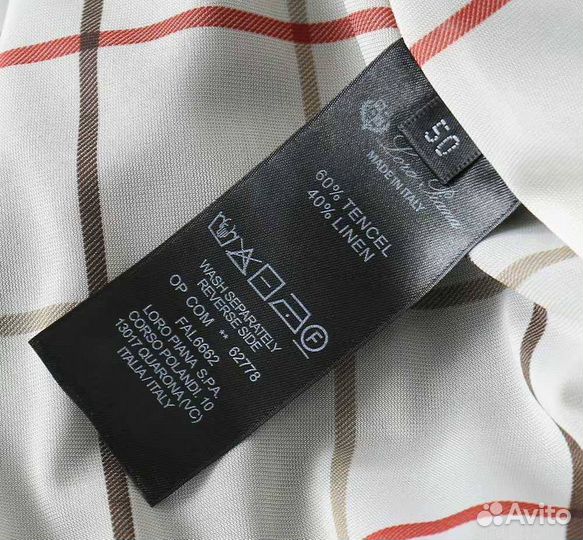 50
Loro Piana
MADE IN ITALY
60% TENCEL
40% LINEN
WASH SEPARATELY
REVERSE SIDE
OP COM ** 62778
FAL6662
LORO PIANA S.P.A.
CORSO POLANDI, 10
13017 QUARONA (VC)
ITALIA/ITALY
F
Avito